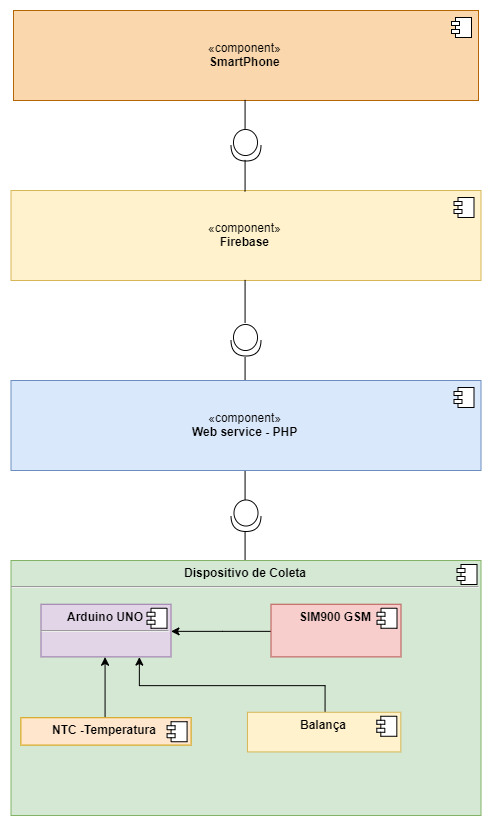 «component»
SmartPhone
«component»
Firebase
«component»
Web service - PHP
Dispositivo de Coleta
Arduino UNO
SIM900 GSM
NTC -Temperatura
Balança